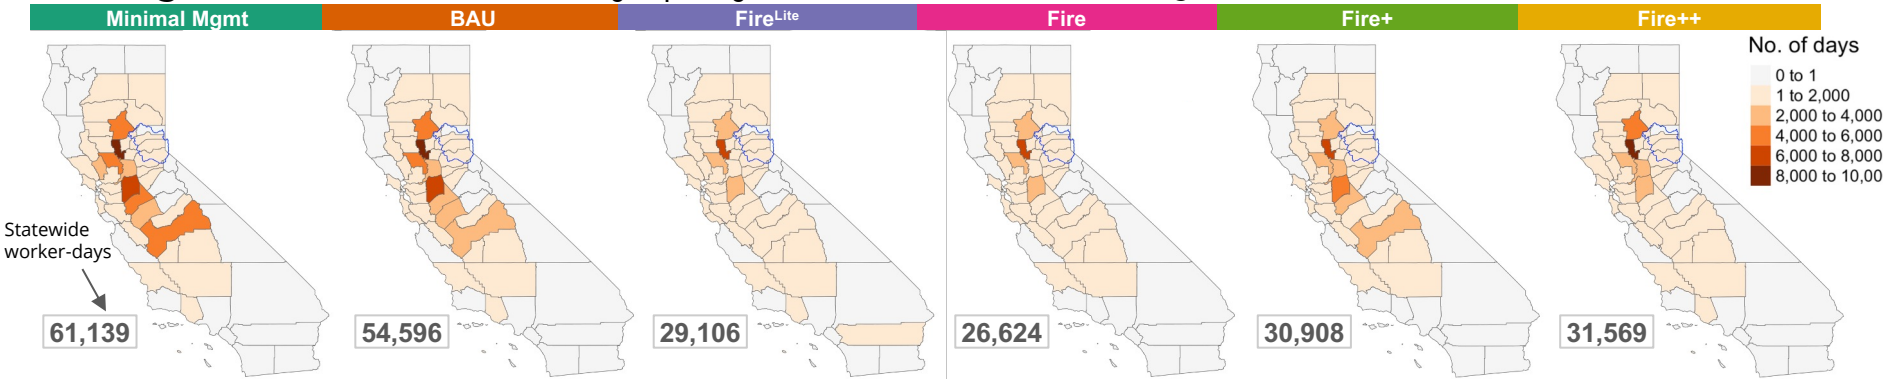 Minimal Mgmt
BAU
FireLite
Fire
Fire+
Fire++
No. of days
0 to 1
1 to 2,000
2,000 to 4,000
4,000 to 6,000
6,000 to 8,000
8,000 to 10,00
Statewide
worker-days
61,139
54,596
29,106
26,624
30,908
31,569